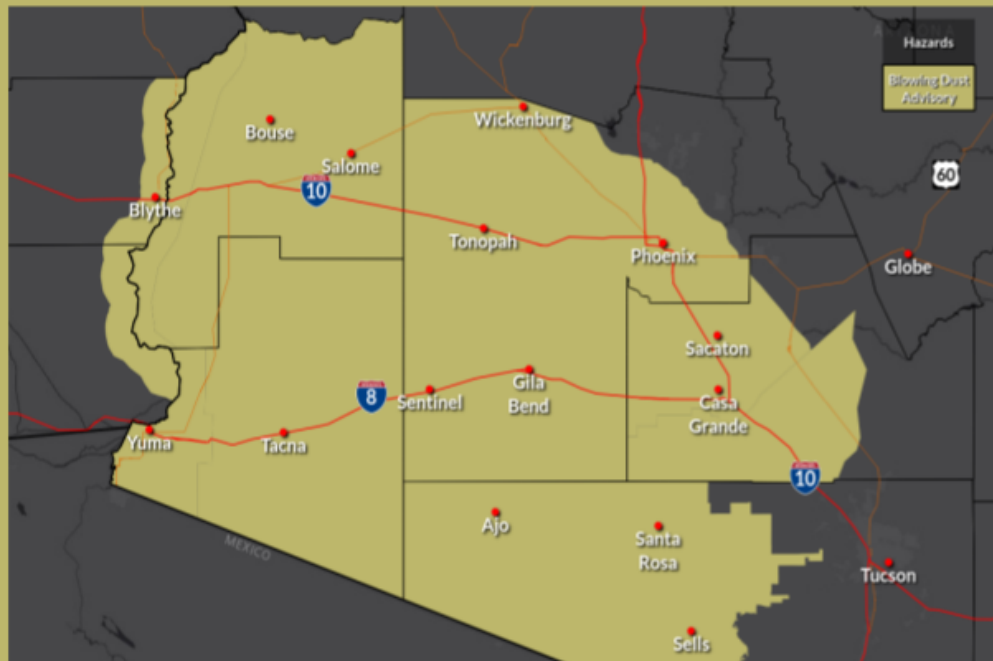 Hazards
Blowing Dust
Advisory
Wickenburg
Bouse
Salome
10
60
Blythe
Tonopah
Phoenix
Globe
Sacaton
8
Sentinel
Gila
Bend
Casa
Grande
Yuma
Tacna
10
Ajo
Santa
Rosa
MEXICO
Tucson
Sells